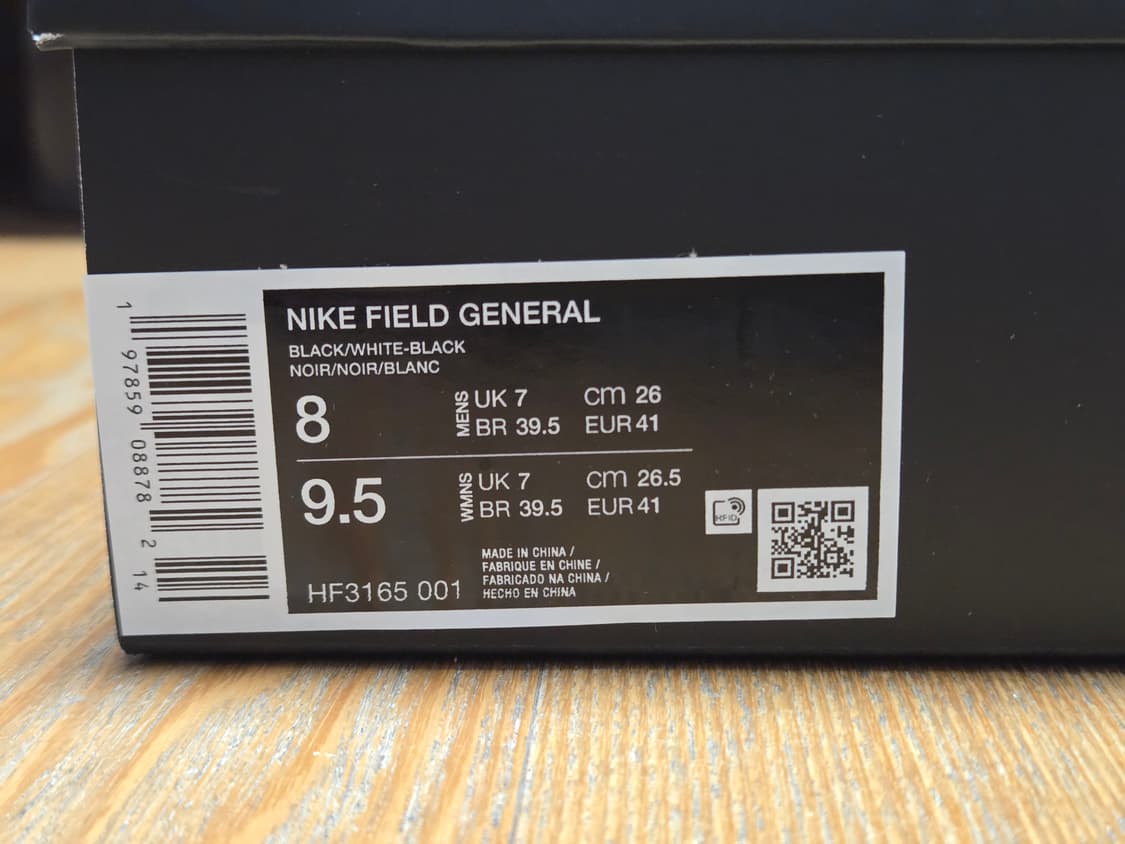 NIKE FIELD GENERAL
BLACK/WHITE-BLACK
NOIR/NOIR/BLANC
8 MENS UK 7 cm 26
BR 39.5 EUR 41
9.5 WMNS UK 7 cm 26.5
BR 39.5 EUR 41
RFID
MADE IN CHINA /
FABRIQUE EN CHINE /
FABRICADO NA CHINA /
HECHO EN CHINA
HF3165 001
1 97859 08878 2 14